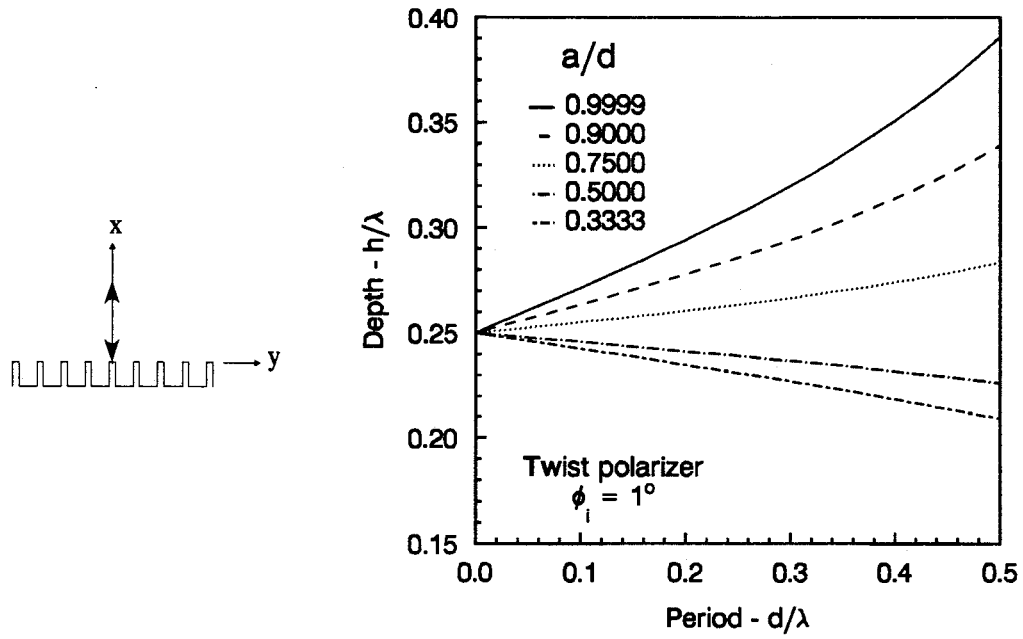 x
y
0.40
0.35
0.30
0.25
0.20
0.15
Depth - h/λ
a/d
0.9999
0.9000
0.7500
0.5000
0.3333
Twist polarizer
ϕi = 1°
0.0 0.1 0.2 0.3 0.4 0.5
Period - d/λ